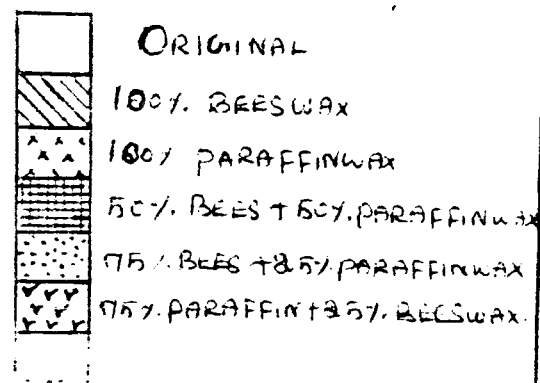 ORIGINAL
100%. BEESWAX
100% PARAFFINWAX
50%. BEES + 50%. PARAFFINWAX
75%. BEES + 25%. PARAFFINWAX
75%. PARAFFIN + 25%. BEESWAX.